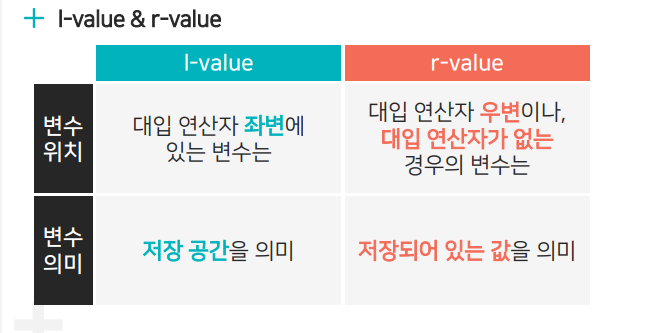 l-value & r-value
l-value
r-value
변수
위치
대입 연산자 좌변에
있는 변수는
대입 연산자 우변이나,
대입 연산자가 없는
경우의 변수는
변수
의미
저장 공간을 의미
저장되어 있는 값을 의미